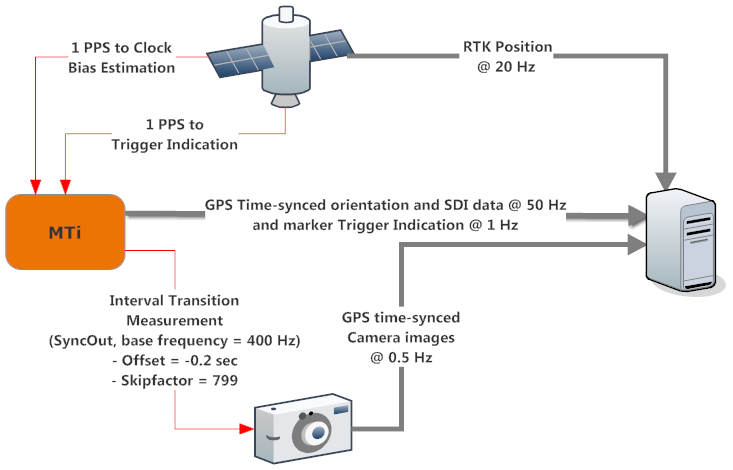 1 PPS to Clock
Bias Estimation
RTK Position
@ 20 Hz
1 PPS to
Trigger Indication
GPS Time-synced orientation and SDI data @ 50 Hz
and marker Trigger Indication @ 1 Hz
MTi
Interval Transition
Measurement
(SyncOut, base frequency = 400 Hz)
- Offset = -0.2 sec
- Skipfactor = 799
GPS time-synced
Camera images
@ 0.5 Hz